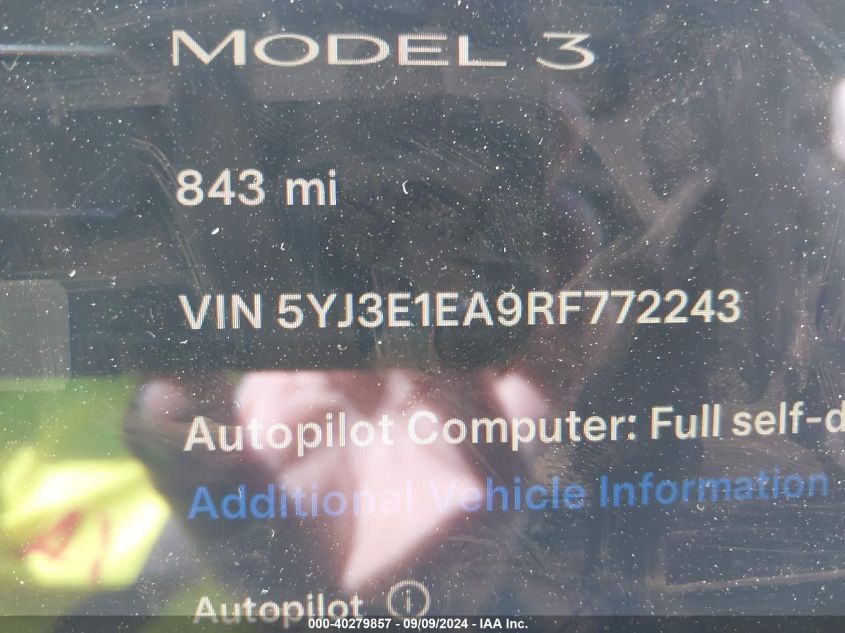 MODEL 3
843 mi
VIN 5YJ3E1EA9RF772243
Autopilot Computer: Full self-d
Additional Vehicle Information
Autopilot
000-40279857 - 09/09/2024 - IAA Inc.